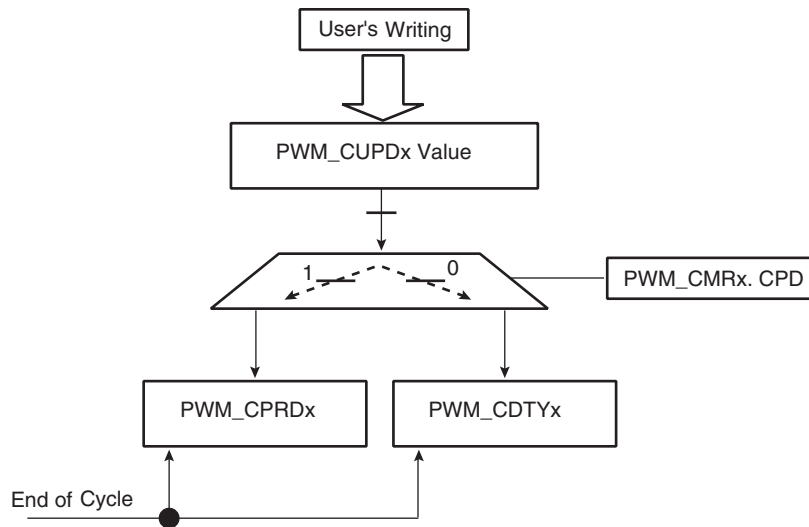 User's Writing
PWM_CUPDx Value
1
0
PWM_CMRx. CPD
PWM_CPRDx
PWM_CDTYx
End of Cycle